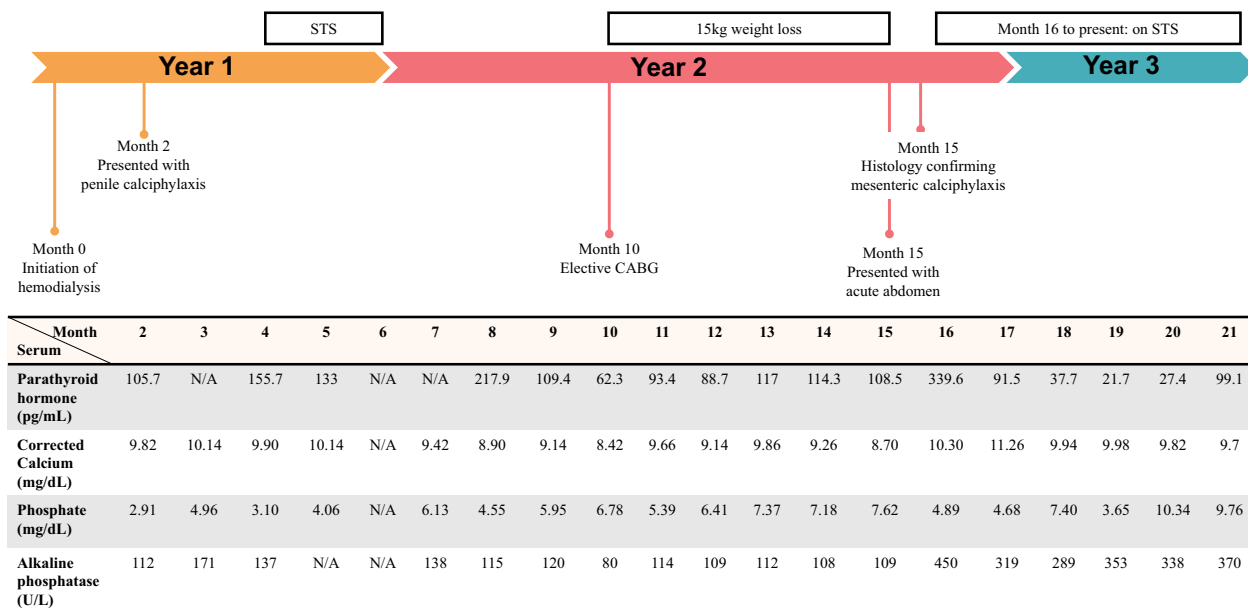 STS
15kg weight loss
Month 16 to present: on STS
Year 1
Year 2
Year 3
Month 2
Presented with
penile calciphylaxis
Month 15
Histology confirming
mesenteric calciphylaxis
Month 0
Initiation of
hemodialysis
Month 10
Elective CABG
Month 15
Presented with
acute abdomen
Month 2 3 4 5 6 7 8 9 10 11 12 13 14 15 16 17 18 19 20 21
Serum
Parathyroid 105.7 N/A 155.7 133 N/A N/A 217.9 109.4 62.3 93.4 88.7 117 114.3 108.5 339.6 91.5 37.7 21.7 27.4 99.1
hormone
(pg/mL)
Corrected 9.82 10.14 9.90 10.14 N/A 9.42 8.90 9.14 8.42 9.66 9.14 9.86 9.26 8.70 10.30 11.26 9.94 9.98 9.82 9.7
Calcium
(mg/dL)
Phosphate 2.91 4.96 3.10 4.06 N/A 6.13 4.55 5.95 6.78 5.39 6.41 7.37 7.18 7.62 4.89 4.68 7.40 3.65 10.34 9.76
(mg/dL)
Alkaline 112 171 137 N/A N/A 138 115 120 80 114 109 112 108 109 450 319 289 353 338 370
phosphatase
(U/L)